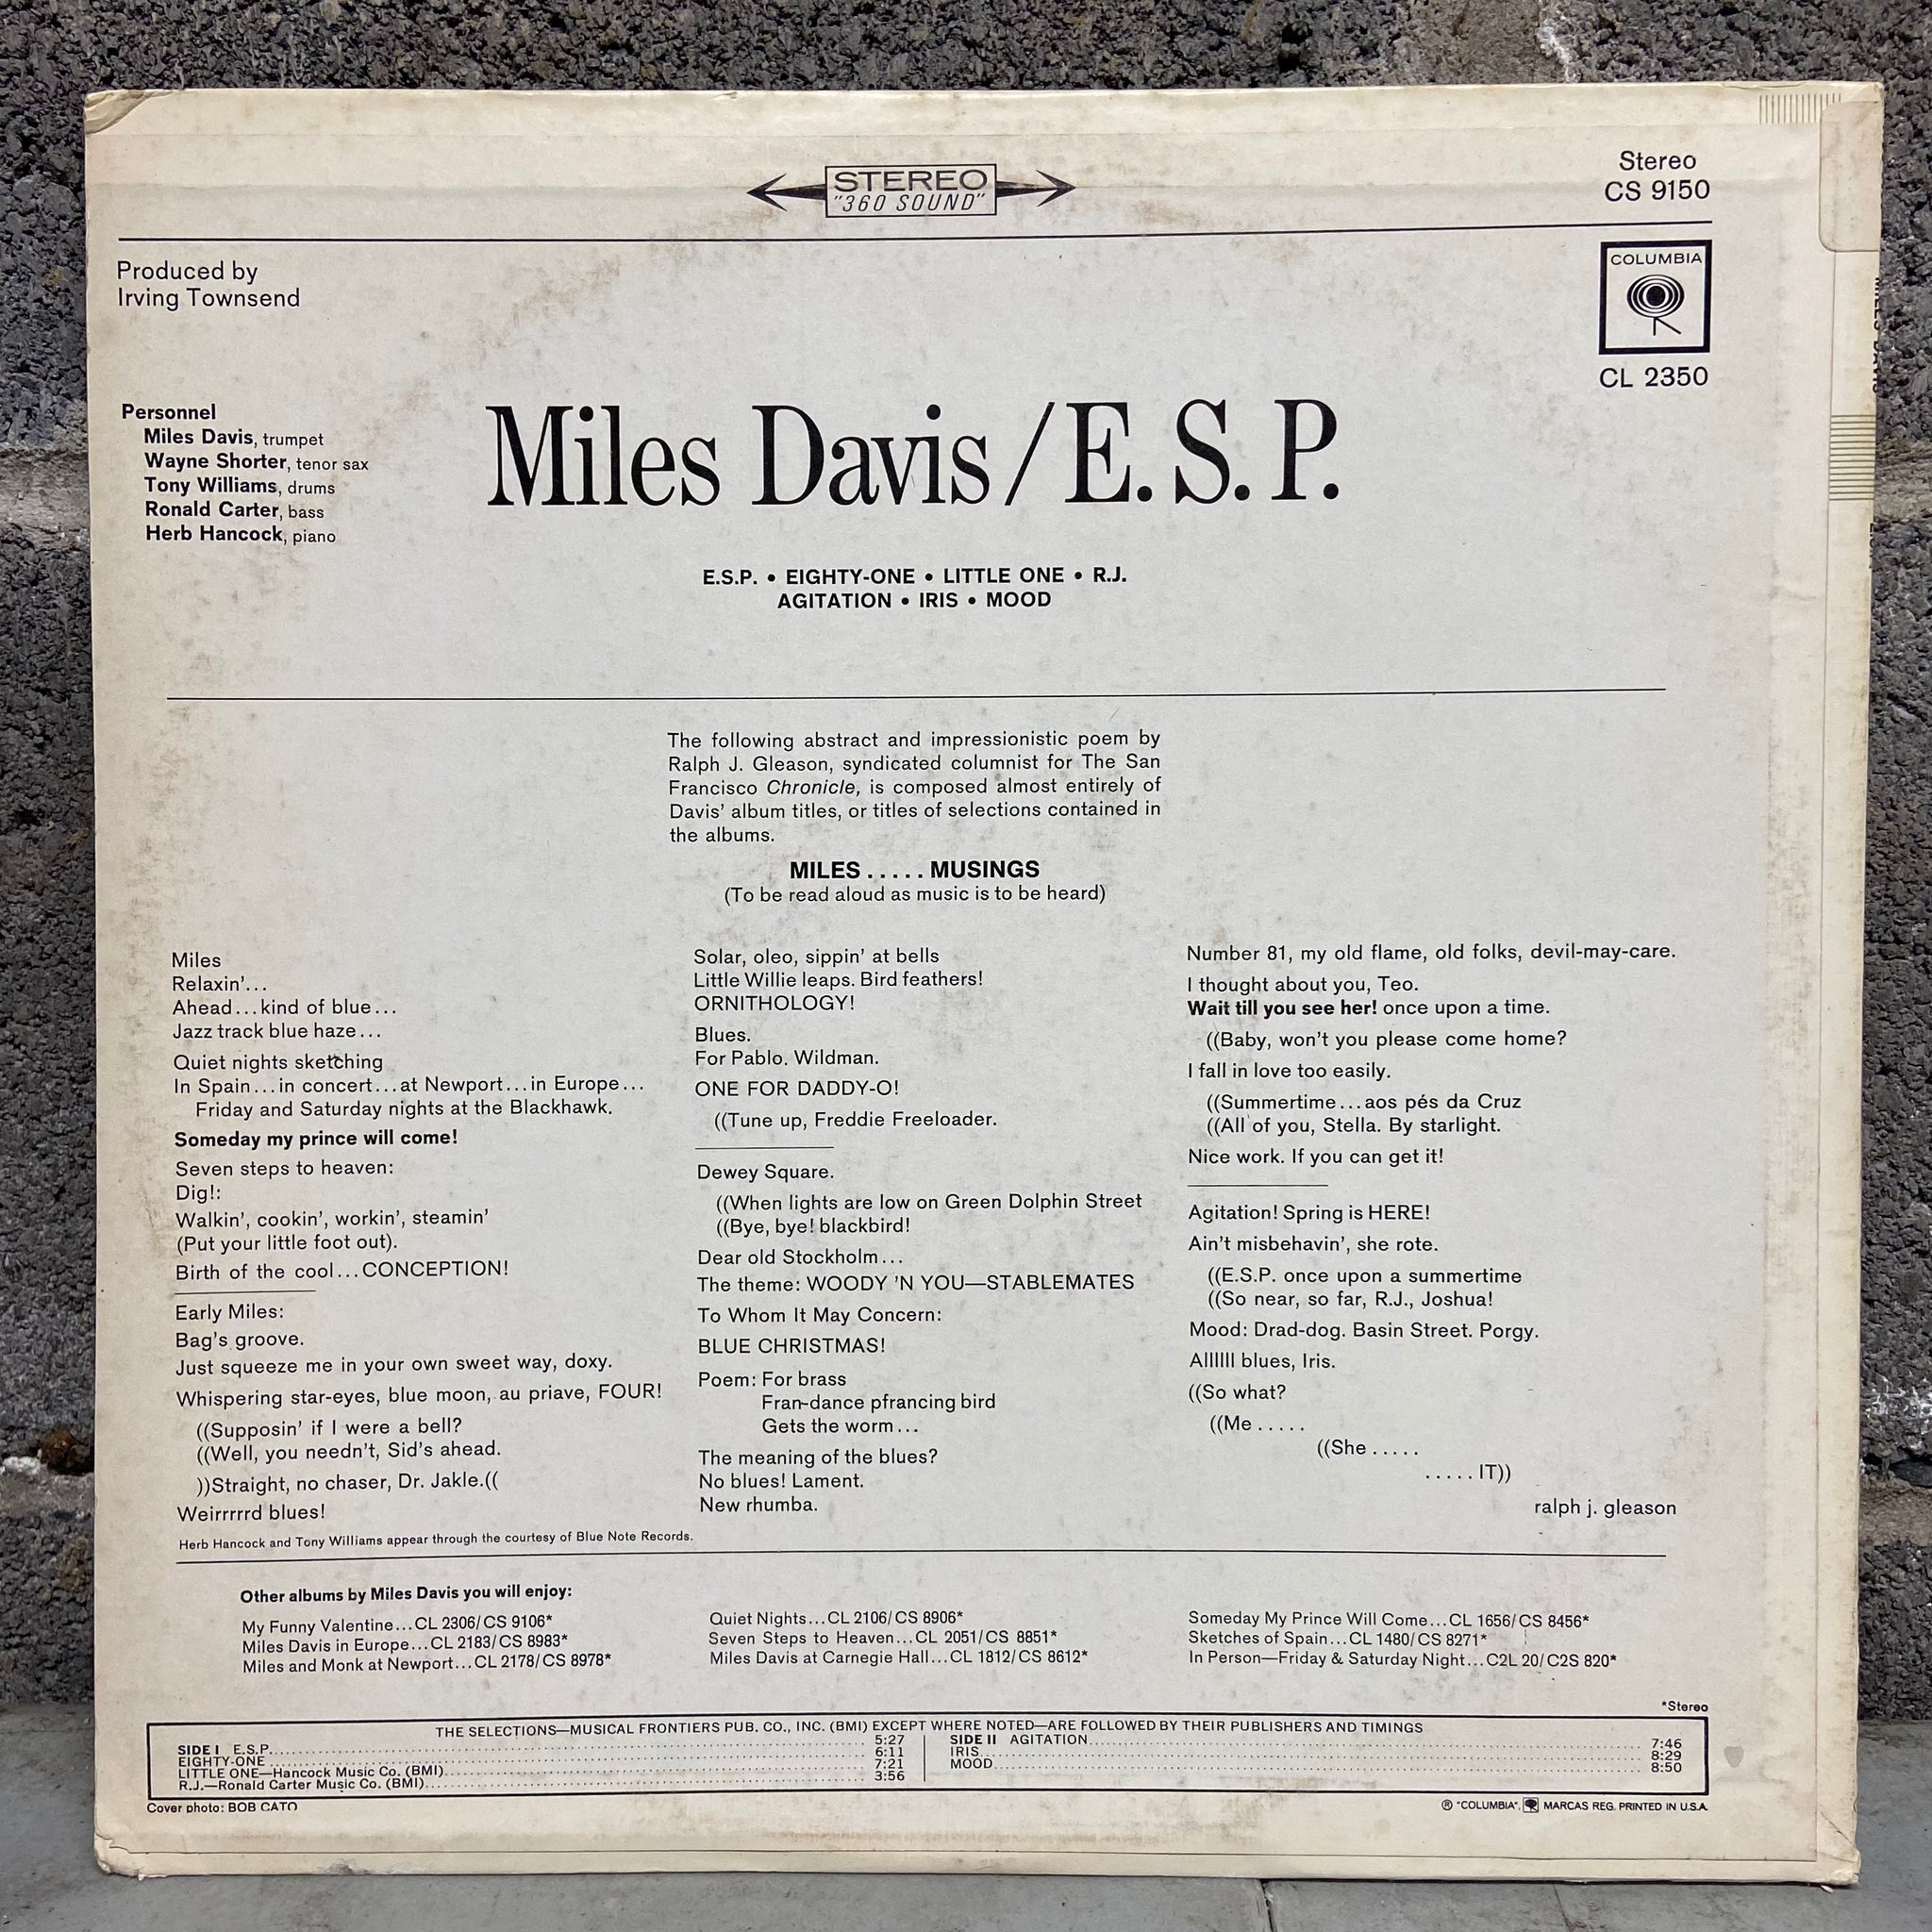 STEREO
"360 SOUND"
Stereo
CS 9150
Produced by
Irving Townsend
COLUMBIA
CL 2350
Personnel
Miles Davis, trumpet
Wayne Shorter, tenor sax
Tony Williams, drums
Ronald Carter, bass
Herb Hancock, piano
Miles Davis/E.S.P.
E.S.P. • EIGHTY-ONE • LITTLE ONE • R.J.
AGITATION • IRIS • MOOD
The following abstract and impressionistic poem by
Ralph J. Gleason, syndicated columnist for The San
Francisco Chronicle, is composed almost entirely of
Davis' album titles, or titles of selections contained in
the albums.
MILES . . . . . MUSINGS
(To be read aloud as music is to be heard)
Miles
Relaxin'...
Ahead...kind of blue...
Jazz track blue haze...
Quiet nights sketching
In Spain...in concert...at Newport...in Europe...
Friday and Saturday nights at the Blackhawk.
Someday my prince will come!
Seven steps to heaven:
Dig!:
Walkin', cookin', workin', steamin'
(Put your little foot out).
Birth of the cool...CONCEPTION!
Early Miles:
Bag's groove.
Just squeeze me in your own sweet way, doxy.
Whispering star-eyes, blue moon, au priave, FOUR!
((Supposin' if I were a bell?
((Well, you needn't, Sid's ahead.
))Straight, no chaser, Dr. Jakle.((
Weirrrrrd blues!
Solar, oleo, sippin' at bells
Little Willie leaps. Bird feathers!
ORNITHOLOGY!
Blues.
For Pablo. Wildman.
ONE FOR DADDY-O!
((Tune up, Freddie Freeloader.
Dewey Square.
((When lights are low on Green Dolphin Street
((Bye, bye! blackbird!
Dear old Stockholm...
The theme: WOODY 'N YOU—STABLEMATES
To Whom It May Concern:
BLUE CHRISTMAS!
Poem: For brass
Fran-dance pfrancing bird
Gets the worm...
The meaning of the blues?
No blues! Lament.
New rhumba.
Number 81, my old flame, old folks, devil-may-care.
I thought about you, Teo.
Wait till you see her! once upon a time.
((Baby, won't you please come home?
I fall in love too easily.
((Summertime...aos pés da Cruz
((All of you, Stella. By starlight.
Nice work. If you can get it!
Agitation! Spring is HERE!
Ain't misbehavin', she rote.
((E.S.P. once upon a summertime
((So near, so far, R.J., Joshua!
Mood: Drad-dog. Basin Street. Porgy.
Allllll blues, Iris.
((So what?
((Me . . . . .
((She . . . . .
. . . . . IT))
ralph j. gleason
Herb Hancock and Tony Williams appear through the courtesy of Blue Note Records.
Other albums by Miles Davis you will enjoy:
My Funny Valentine...CL 2306/CS 9106*
Miles Davis in Europe...CL 2183/CS 8983*
Miles and Monk at Newport...CL 2178/CS 8978*
Quiet Nights...CL 2106/CS 8906*
Seven Steps to Heaven...CL 2051/CS 8851*
Miles Davis at Carnegie Hall...CL 1812/CS 8612*
Someday My Prince Will Come...CL 1656/CS 8456*
Sketches of Spain...CL 1480/CS 8271*
In Person—Friday & Saturday Night...C2L 20/C2S 820*
*Stereo
THE SELECTIONS—MUSICAL FRONTIERS PUB. CO., INC. (BMI) EXCEPT WHERE NOTED—ARE FOLLOWED BY THEIR PUBLISHERS AND TIMINGS
SIDE I E.S.P. 5:27
EIGHTY-ONE 6:11
LITTLE ONE—Hancock Music Co. (BMI) 7:21
R.J.—Ronald Carter Music Co. (BMI) 3:56
SIDE II AGITATION 7:46
IRIS 8:29
MOOD 8:50
Cover photo: BOB CATO
® "COLUMBIA", MARCAS REG. PRINTED IN U.S.A.